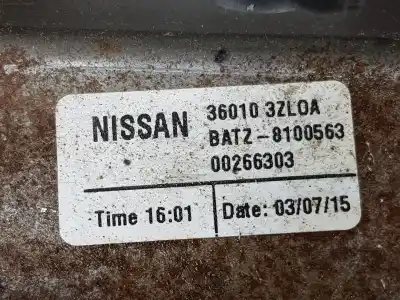 NISSAN 36010 3ZL0A
BATZ-8100563
00266303
Time 16:01 Date: 03/07/15